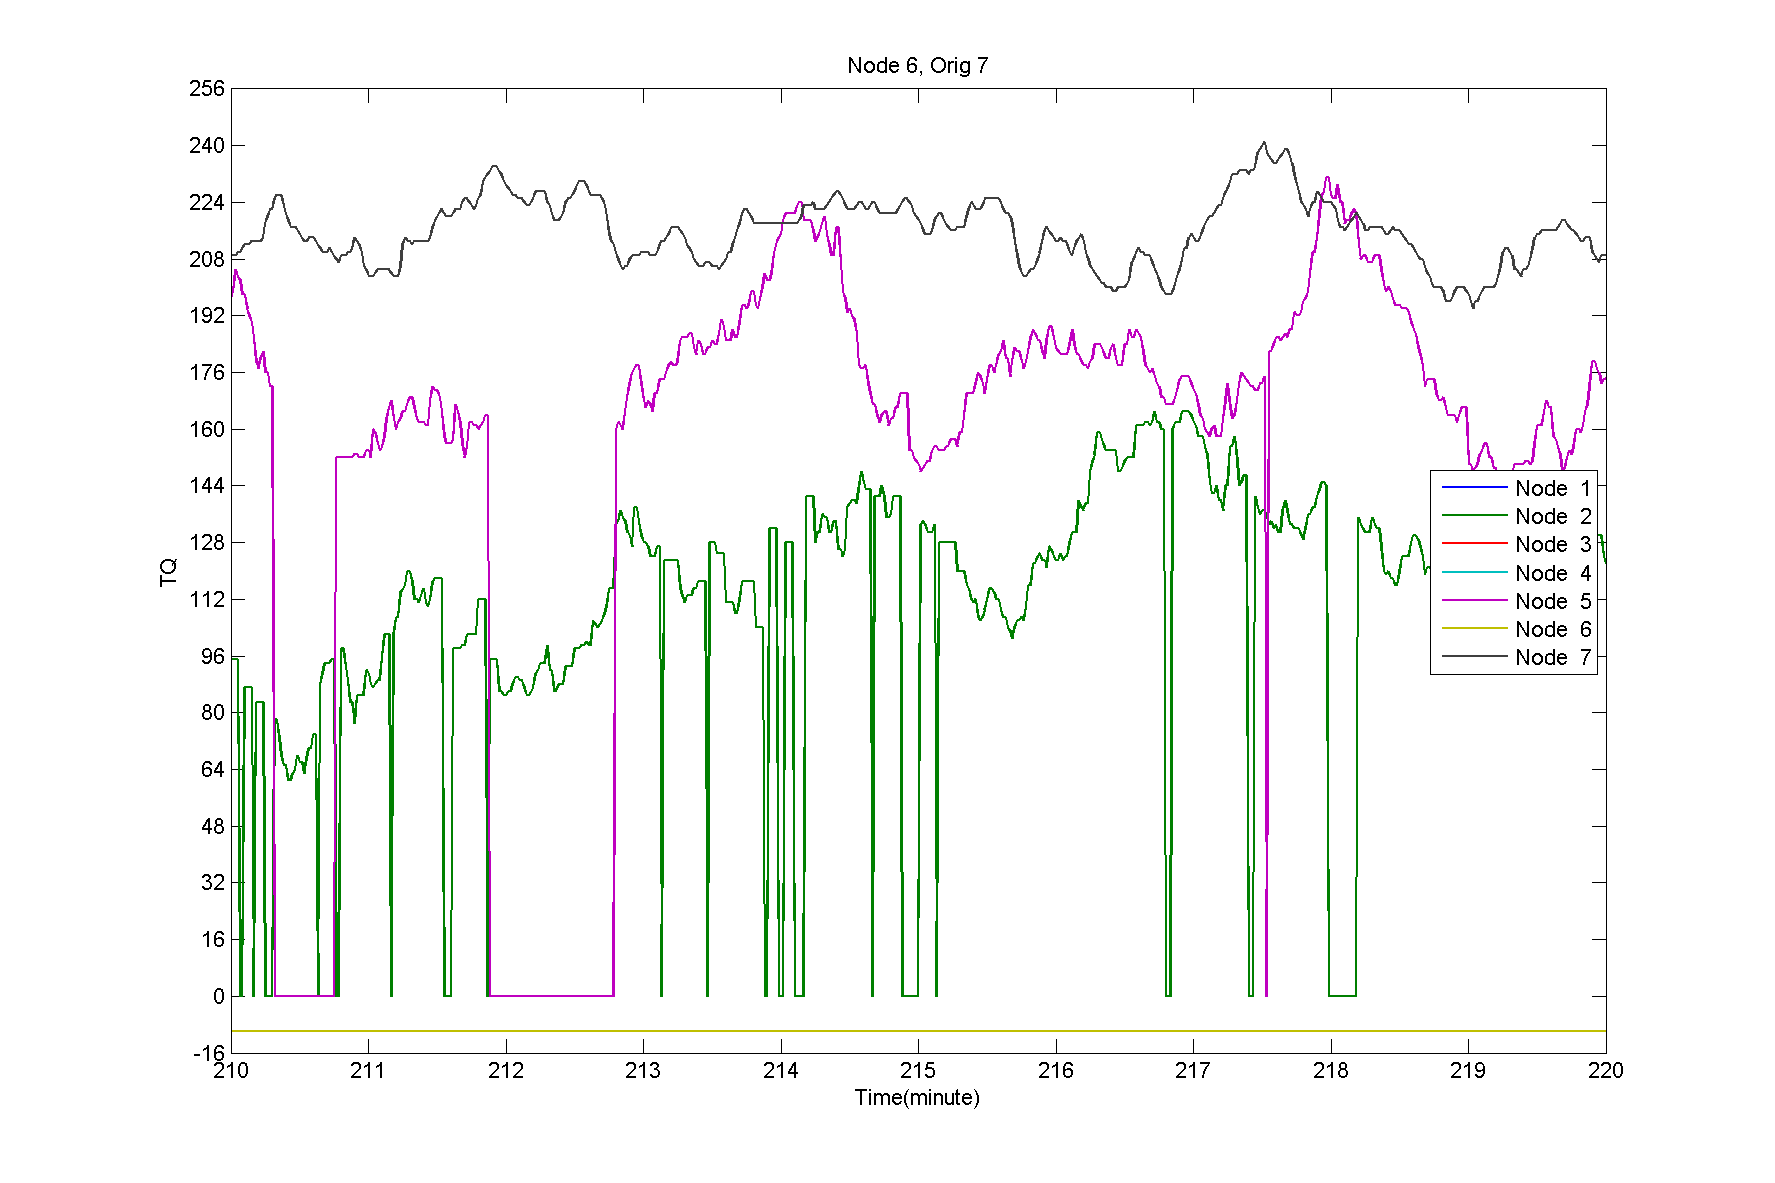 Node 6, Orig 7
256
240
224
208
192
176
160
144
128
112
96
80
64
48
32
16
0
-16
TQ
210 211 212 213 214 215 216 217 218 219 220
Time(minute)
Node 1
Node 2
Node 3
Node 4
Node 5
Node 6
Node 7